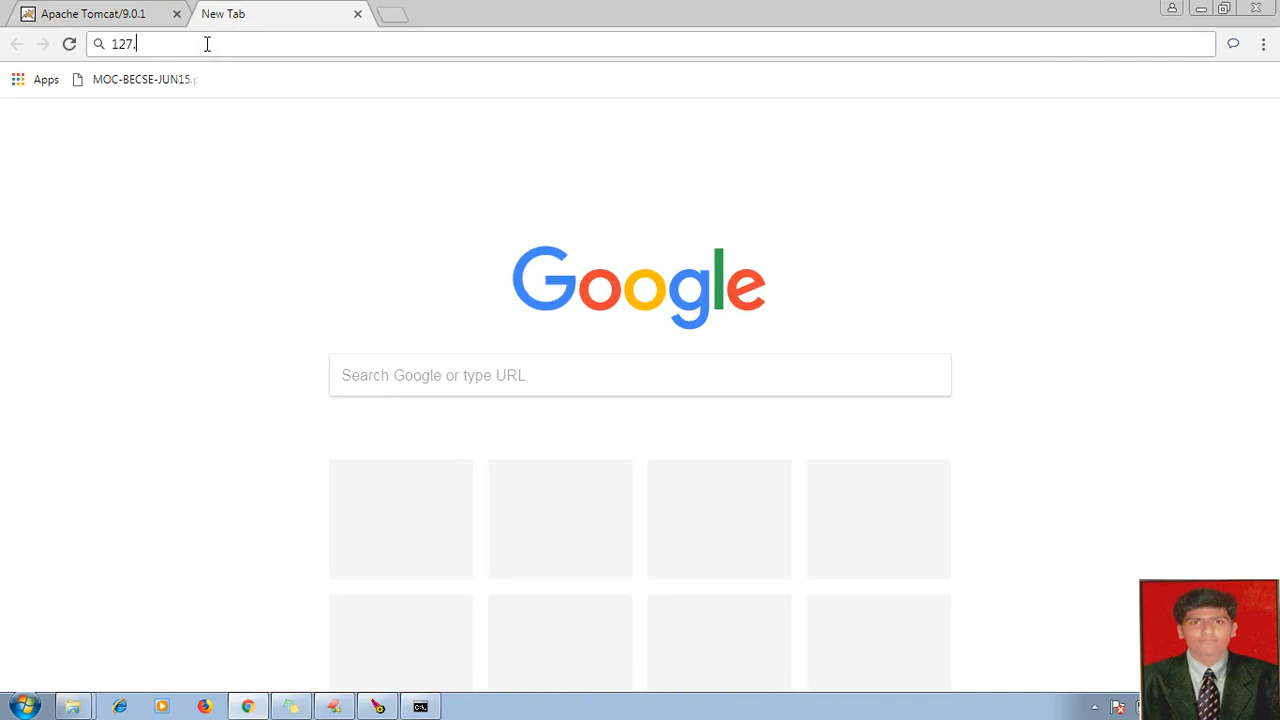 Apache Tomcat/9.0.1
New Tab
127.
Apps
MOC-BECSE-JUN15.p
Google
Search Google or type URL